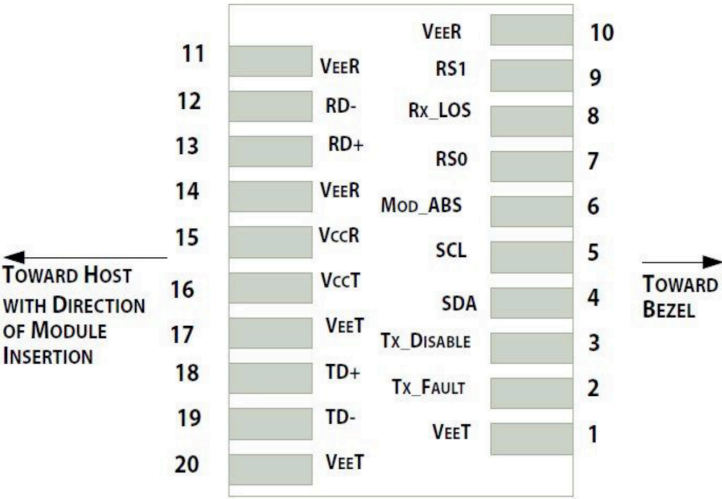 VEER 10
11 VEER
RS1 9
12 RD-
Rx_LOS 8
13 RD+
RS0 7
14 VEER
MOD_ABS 6
15 VCCR
SCL 5
16 VCCT
SDA 4
17 VEET
TX_DISABLE 3
18 TD+
TX_FAULT 2
19 TD-
VEET 1
20 VEET
TOWARD HOST
WITH DIRECTION
OF MODULE
INSERTION
TOWARD
BEZEL